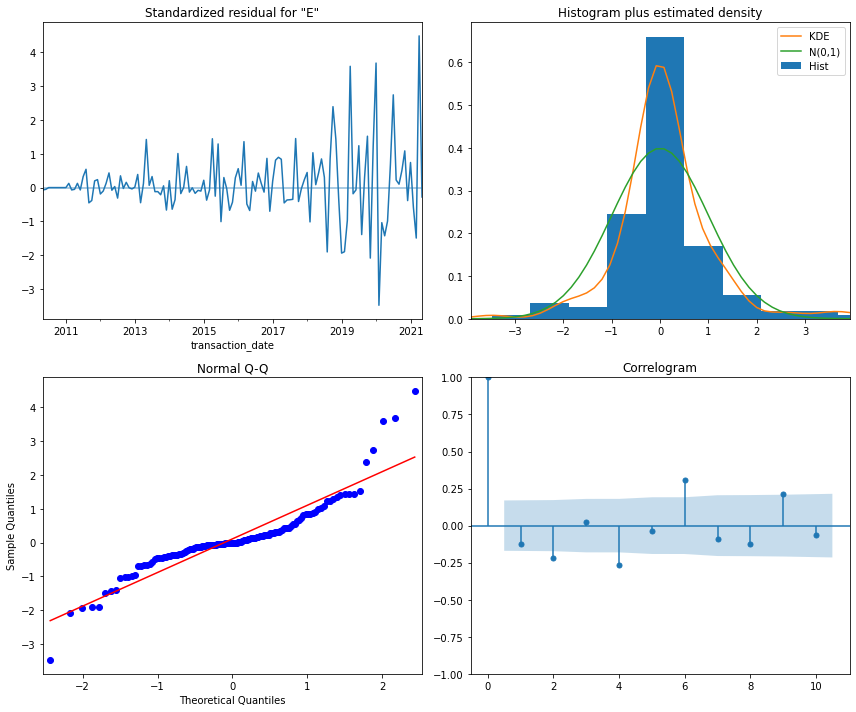 Standardized residual for "E"
4
3
2
1
0
−1
−2
−3
2011 2013 2015 2017 2019 2021
transaction_date
Histogram plus estimated density
KDE
N(0,1)
Hist
0.6
0.5
0.4
0.3
0.2
0.1
0.0
−3 −2 −1 0 1 2 3
Normal Q-Q
Sample Quantiles
4
3
2
1
0
−1
−2
−3
−2 −1 0 1 2
Theoretical Quantiles
Correlogram
1.00
0.75
0.50
0.25
0.00
−0.25
−0.50
−0.75
−1.00
0 2 4 6 8 10